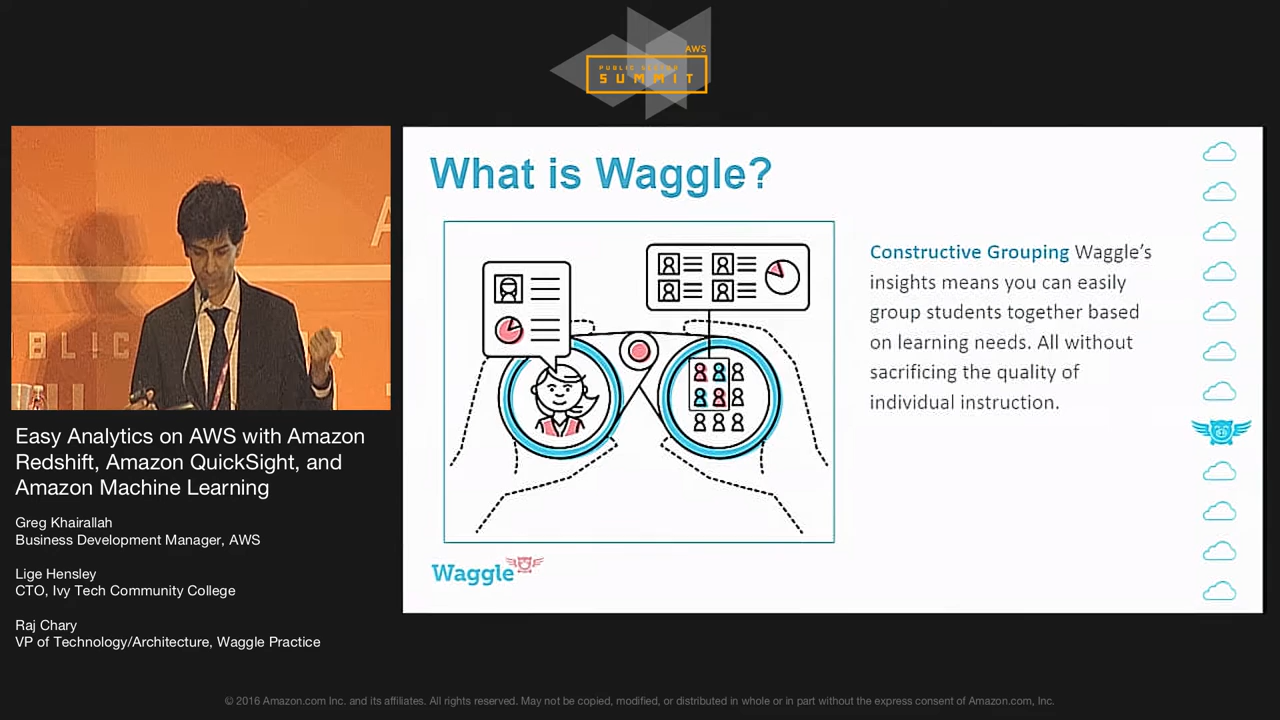 AWS
PUBLIC SECTOR
SUMMIT
What is Waggle?
Constructive Grouping Waggle's
insights means you can easily
group students together based
on learning needs. All without
sacrificing the quality of
individual instruction.
Waggle
BLIC
Easy Analytics on AWS with Amazon
Redshift, Amazon QuickSight, and
Amazon Machine Learning
Greg Khairallah
Business Development Manager, AWS
Lige Hensley
CTO, Ivy Tech Community College
Raj Chary
VP of Technology/Architecture, Waggle Practice
© 2016 Amazon.com Inc. and its affiliates. All rights reserved. May not be copied, modified, or distributed in whole or in part without the express consent of Amazon.com, Inc.